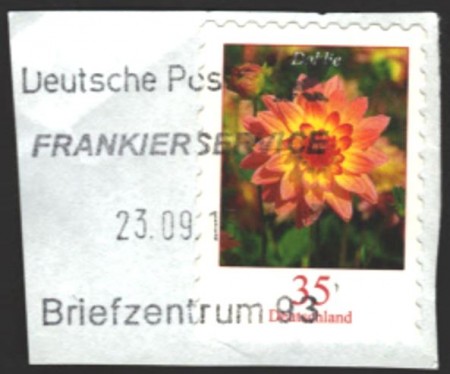 Dahlie
Deutsche Pos
FRANKIERSERVICE
23.09.1
Briefzentrum 93
35
Deutschland